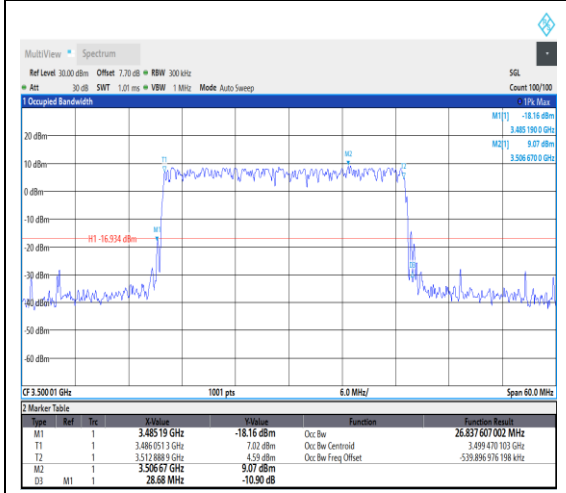 MultiView Spectrum
Ref Level 30.00 dBm Offset 7.70 dB RBW 300 kHz SGL
Att 30 dB SWT 1.01 ms VBW 1 MHz Mode Auto Sweep Count 100/100
1 Occupied Bandwidth 1Pk Max
M1[1] -18.16 dBm
3.485 190 0 GHz
M2[1] 9.07 dBm
3.506 670 0 GHz
20 dBm
T1 M2 T2
10 dBm
0 dBm
-10 dBm
M1
H1 -16.934 dBm
-20 dBm
D3
-30 dBm
-40 dBm
-50 dBm
-60 dBm
CF 3.500 01 GHz 1001 pts 6.0 MHz/ Span 60.0 MHz
2 Marker Table
Type Ref Trc X-Value Y-Value Function Function Result
M1 1 3.485 19 GHz -18.16 dBm Occ Bw 26.837 607 002 MHz
T1 1 3.486 051 3 GHz 7.02 dBm Occ Bw Centroid 3.499 470 103 GHz
T2 1 3.512 888 9 GHz 4.59 dBm Occ Bw Freq Offset -539.896 976 198 kHz
M2 1 3.506 67 GHz 9.07 dBm
D3 M1 1 28.68 MHz -10.90 dB